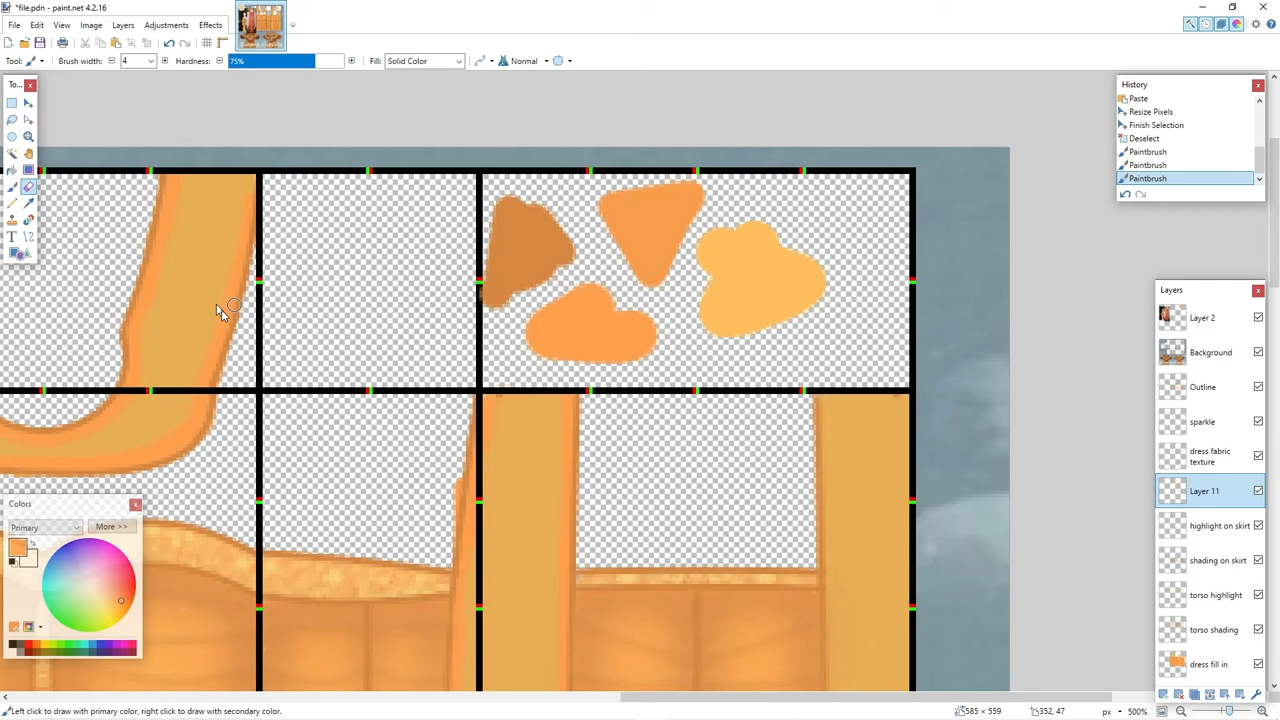 *file.pdn - paint.net 4.2.16
File Edit View Image Layers Adjustments Effects
Tool: Brush width: 4 Hardness: 75% Fill: Solid Color Normal
To...
History
Paste
Resize Pixels
Finish Selection
Deselect
Paintbrush
Paintbrush
Paintbrush
Layers
Layer 2
Background
Outline
sparkle
dress fabric
texture
Layer 11
highlight on skirt
shading on skirt
torso highlight
torso shading
dress fill in
Colors
Primary More >>
Left click to draw with primary color, right click to draw with secondary color. 585 × 559 352, 47 px 500%